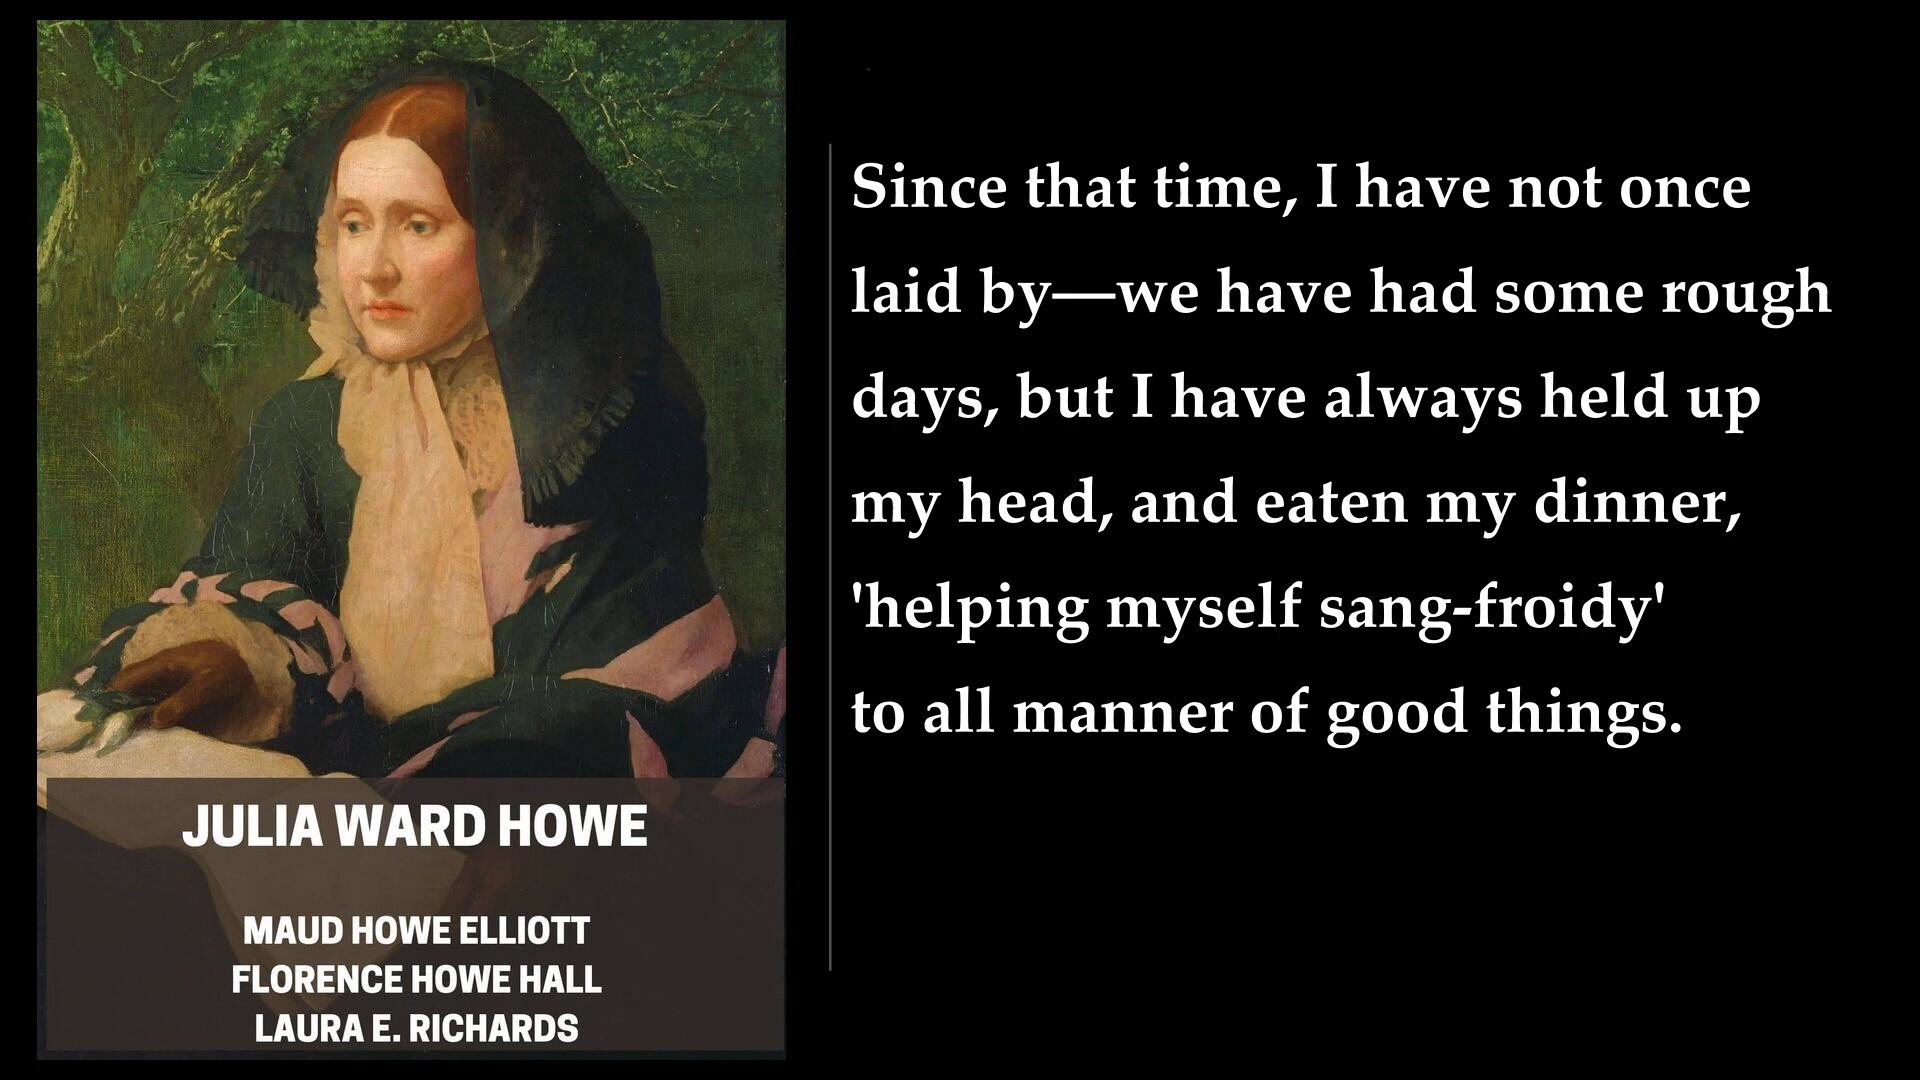 JULIA WARD HOWE
MAUD HOWE ELLIOTT
FLORENCE HOWE HALL
LAURA E. RICHARDS
Since that time, I have not once
laid by—we have had some rough
days, but I have always held up
my head, and eaten my dinner,
'helping myself sang-froidy'
to all manner of good things.